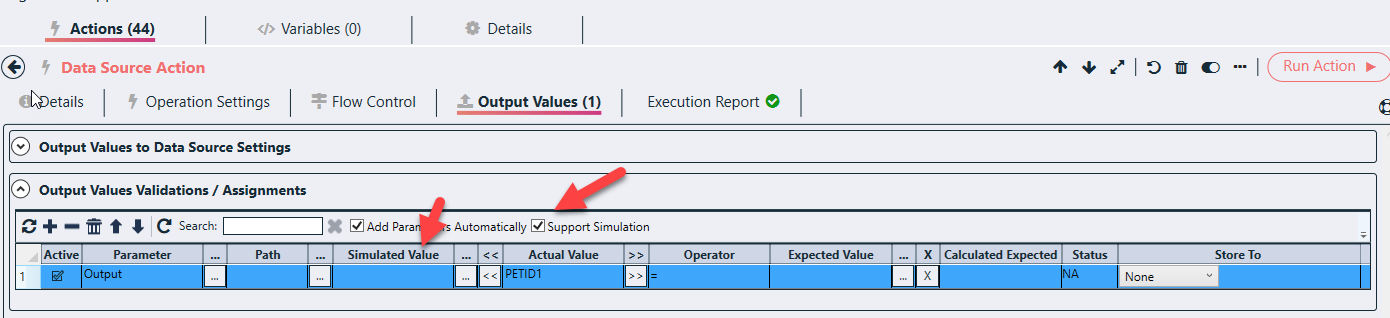 Actions (44) Variables (0) Details
Data Source Action Run Action
Details Operation Settings Flow Control Output Values (1) Execution Report
Output Values to Data Source Settings
Output Values Validations / Assignments
Search: Add Automatically Support Simulation
Active Parameter ... Path ... Simulated Value ... << Actual Value >> Operator Expected Value ... X Calculated Expected Status Store To
1 Output ... ... ... << PETID1 >> = ... X NA None